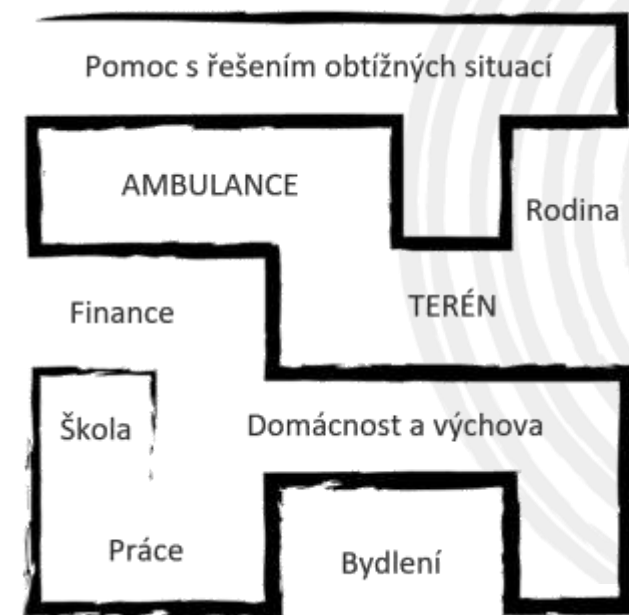 Pomoc s řešením obtížných situací
AMBULANCE
Rodina
Finance
TERÉN
Škola
Domácnost a výchova
Práce
Bydlení